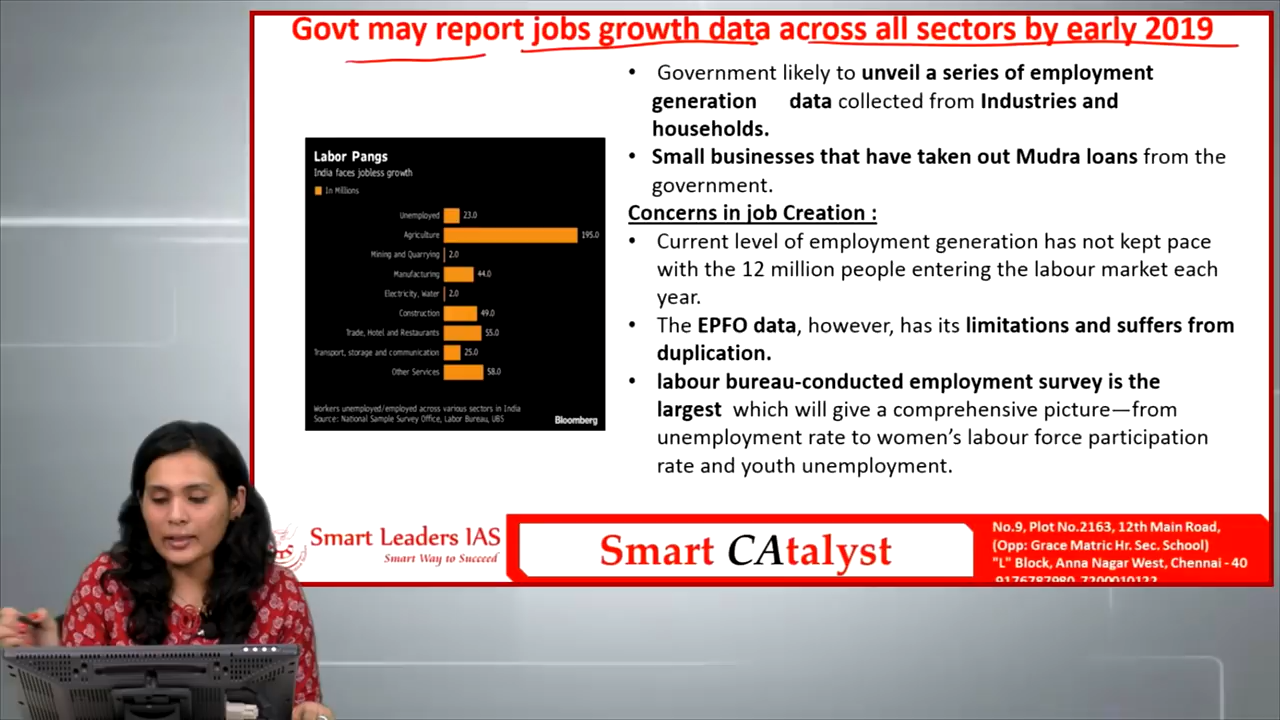 Govt may report jobs growth data across all sectors by early 2019
• Government likely to unveil a series of employment
generation data collected from Industries and
households.
• Small businesses that have taken out Mudra loans from the
government.
Concerns in job Creation :
• Current level of employment generation has not kept pace
with the 12 million people entering the labour market each
year.
• The EPFO data, however, has its limitations and suffers from
duplication.
• labour bureau-conducted employment survey is the
largest which will give a comprehensive picture—from
unemployment rate to women's labour force participation
rate and youth unemployment.
Labor Pangs
India faces jobless growth
In Millions
Unemployed 23.0
Agriculture 195.0
Mining and Quarrying 2.0
Manufacturing 44.0
Electricity, Water 2.0
Construction 49.0
Trade, Hotel and Restaurants 55.0
Transport, storage and communication 25.0
Other Services 58.0
Workers unemployed/employed across various sectors in India
Source: National Sample Survey Office, Labor Bureau, UBS
Bloomberg
Smart Leaders IAS
Smart Way to Succeed
Smart CAtalyst
No.9, Plot No.2163, 12th Main Road,
(Opp: Grace Matric Hr. Sec. School)
"L" Block, Anna Nagar West, Chennai - 40
9176787980, 7200010122